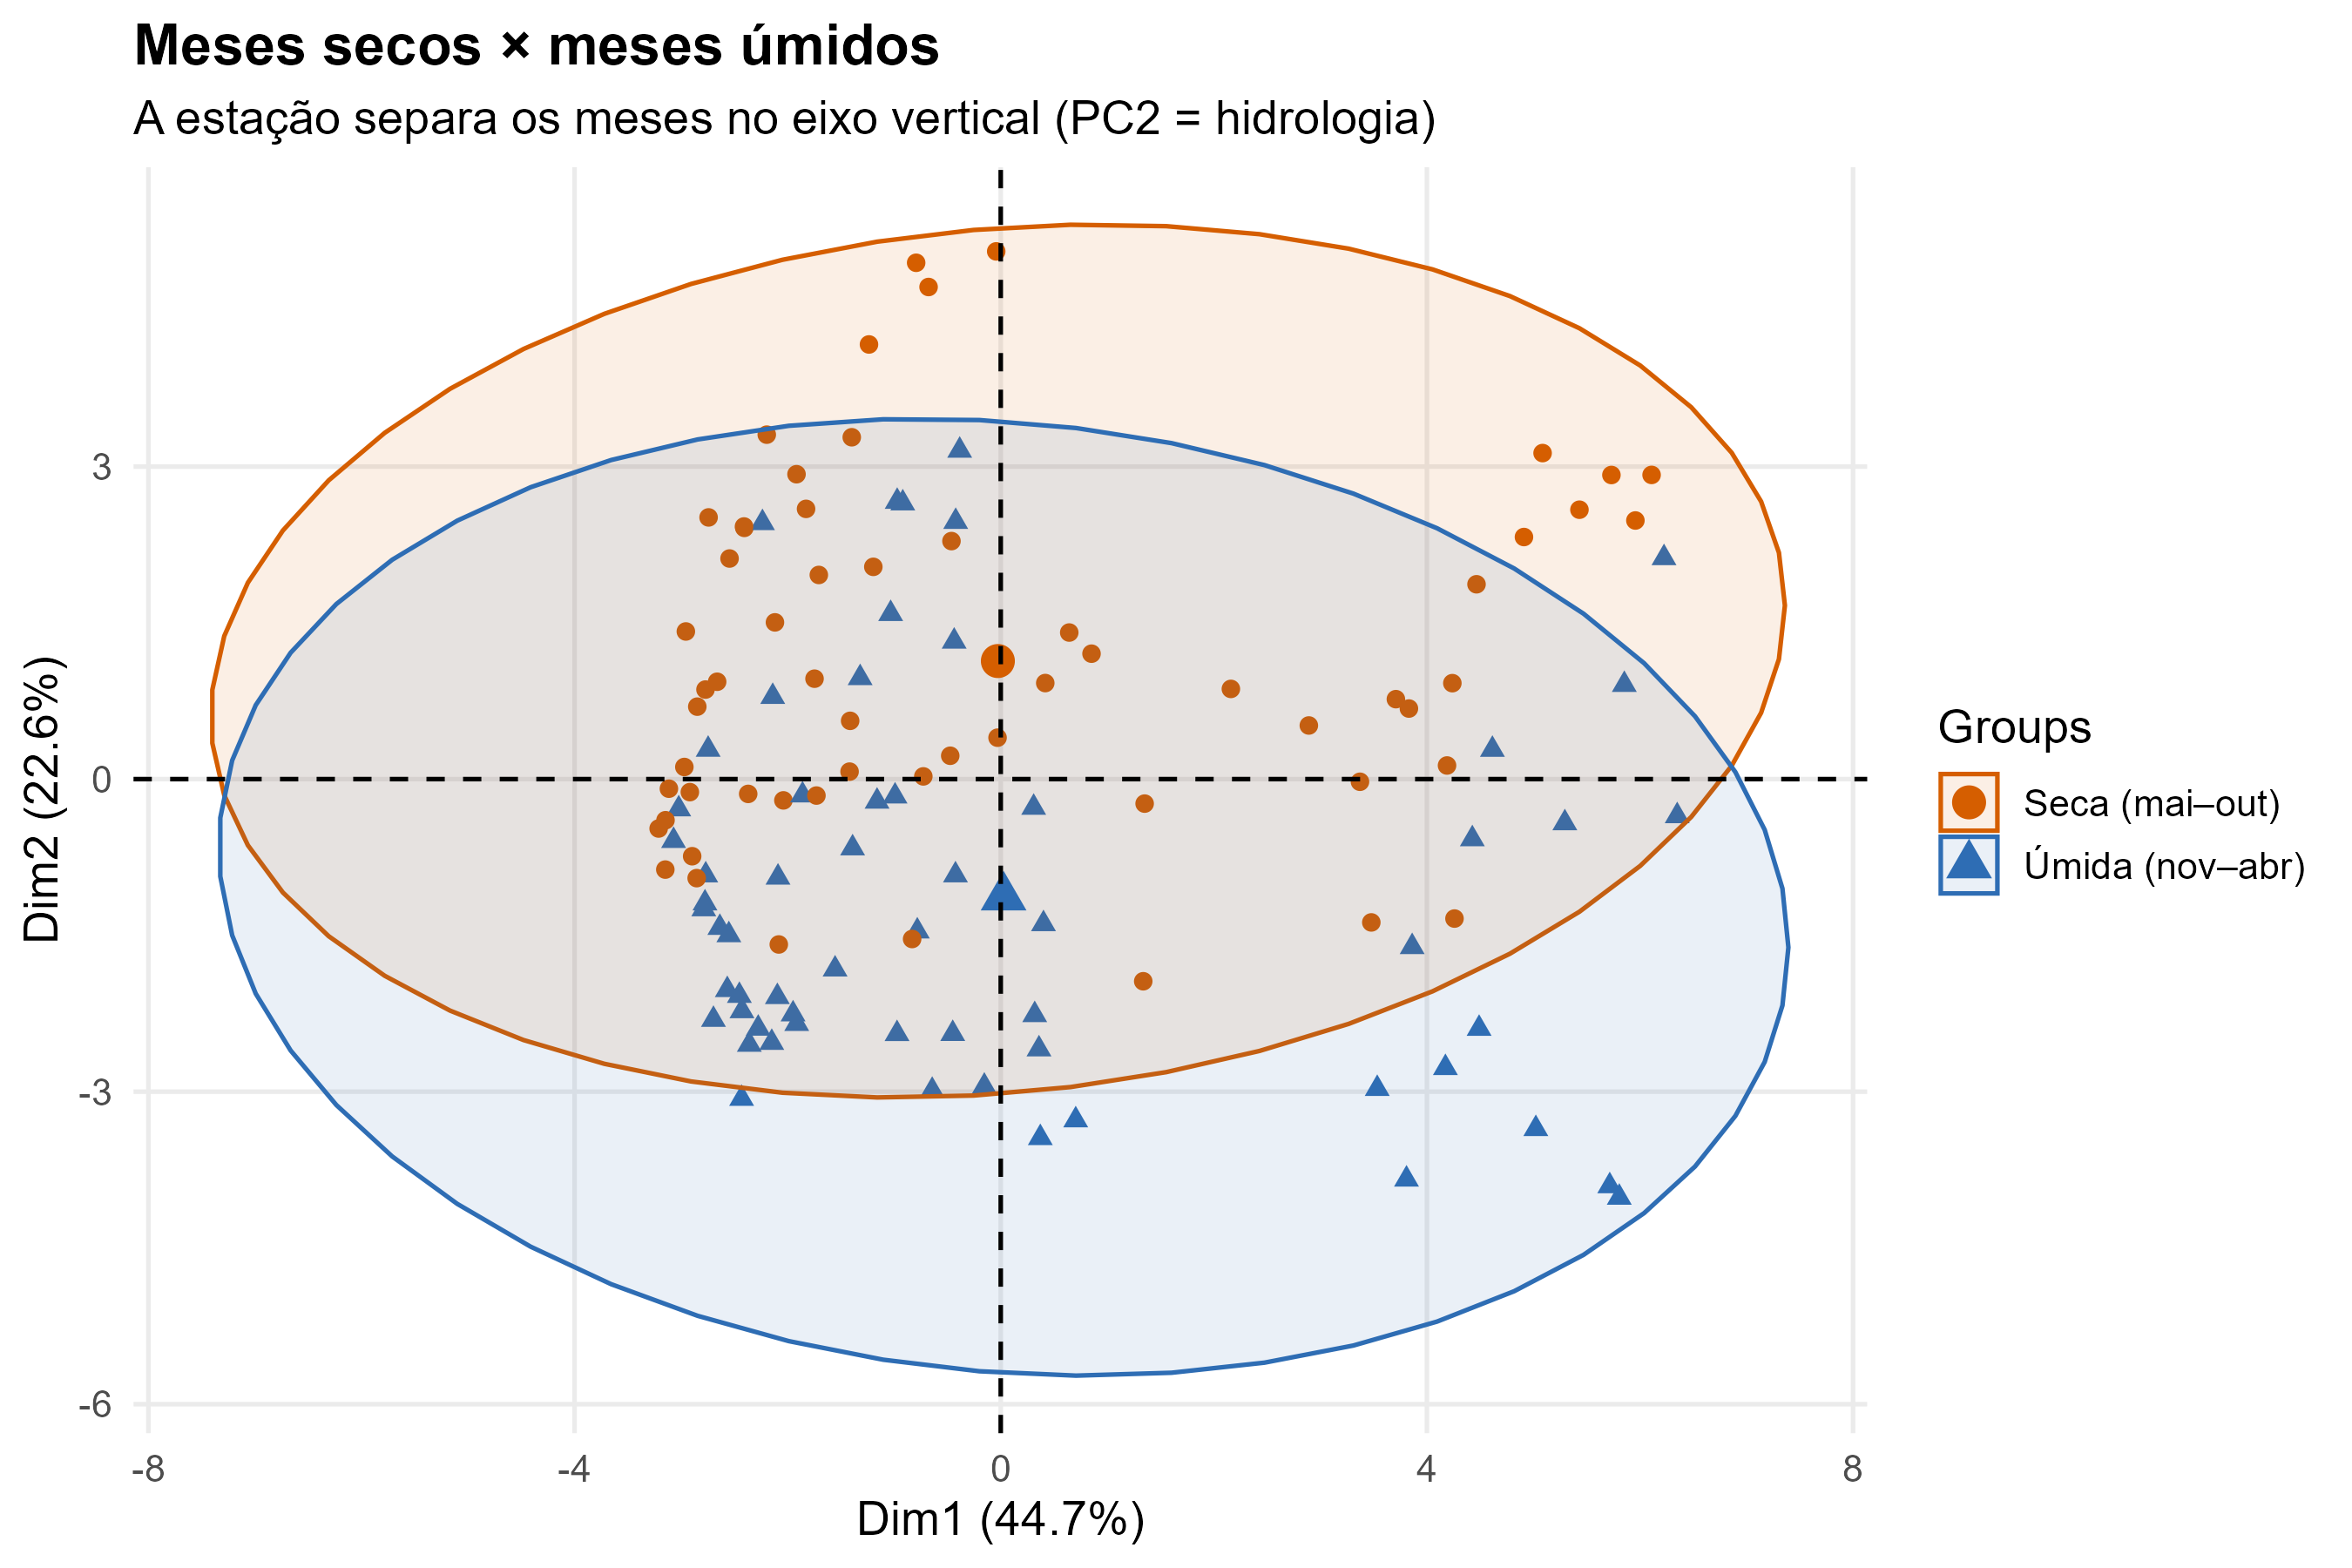 Meses secos × meses úmidos
A estação separa os meses no eixo vertical (PC2 = hidrologia)
3
0
-3
-6
Dim2 (22.6%)
-8
-4
0
4
8
Dim1 (44.7%)
Groups
Seca (mai–out)
Úmida (nov–abr)